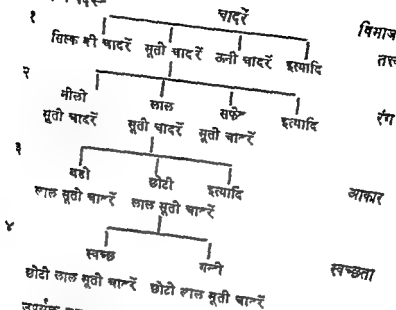 चादरें
१ विभाजन
सिल्क की चादरें सूती चादरें ऊनी चादरें इत्यादि
२
नीली लाल सफेद इत्यादि रंग
सूती चादरें सूती चादरें सूती चादरें
३
बडी छोटी इत्यादि आकार
लाल सूती चादरें लाल सूती चादरें
४
स्वच्छ गन्दी स्वच्छता
छोटी लाल सूती चादरें छोटी लाल सूती चादरें